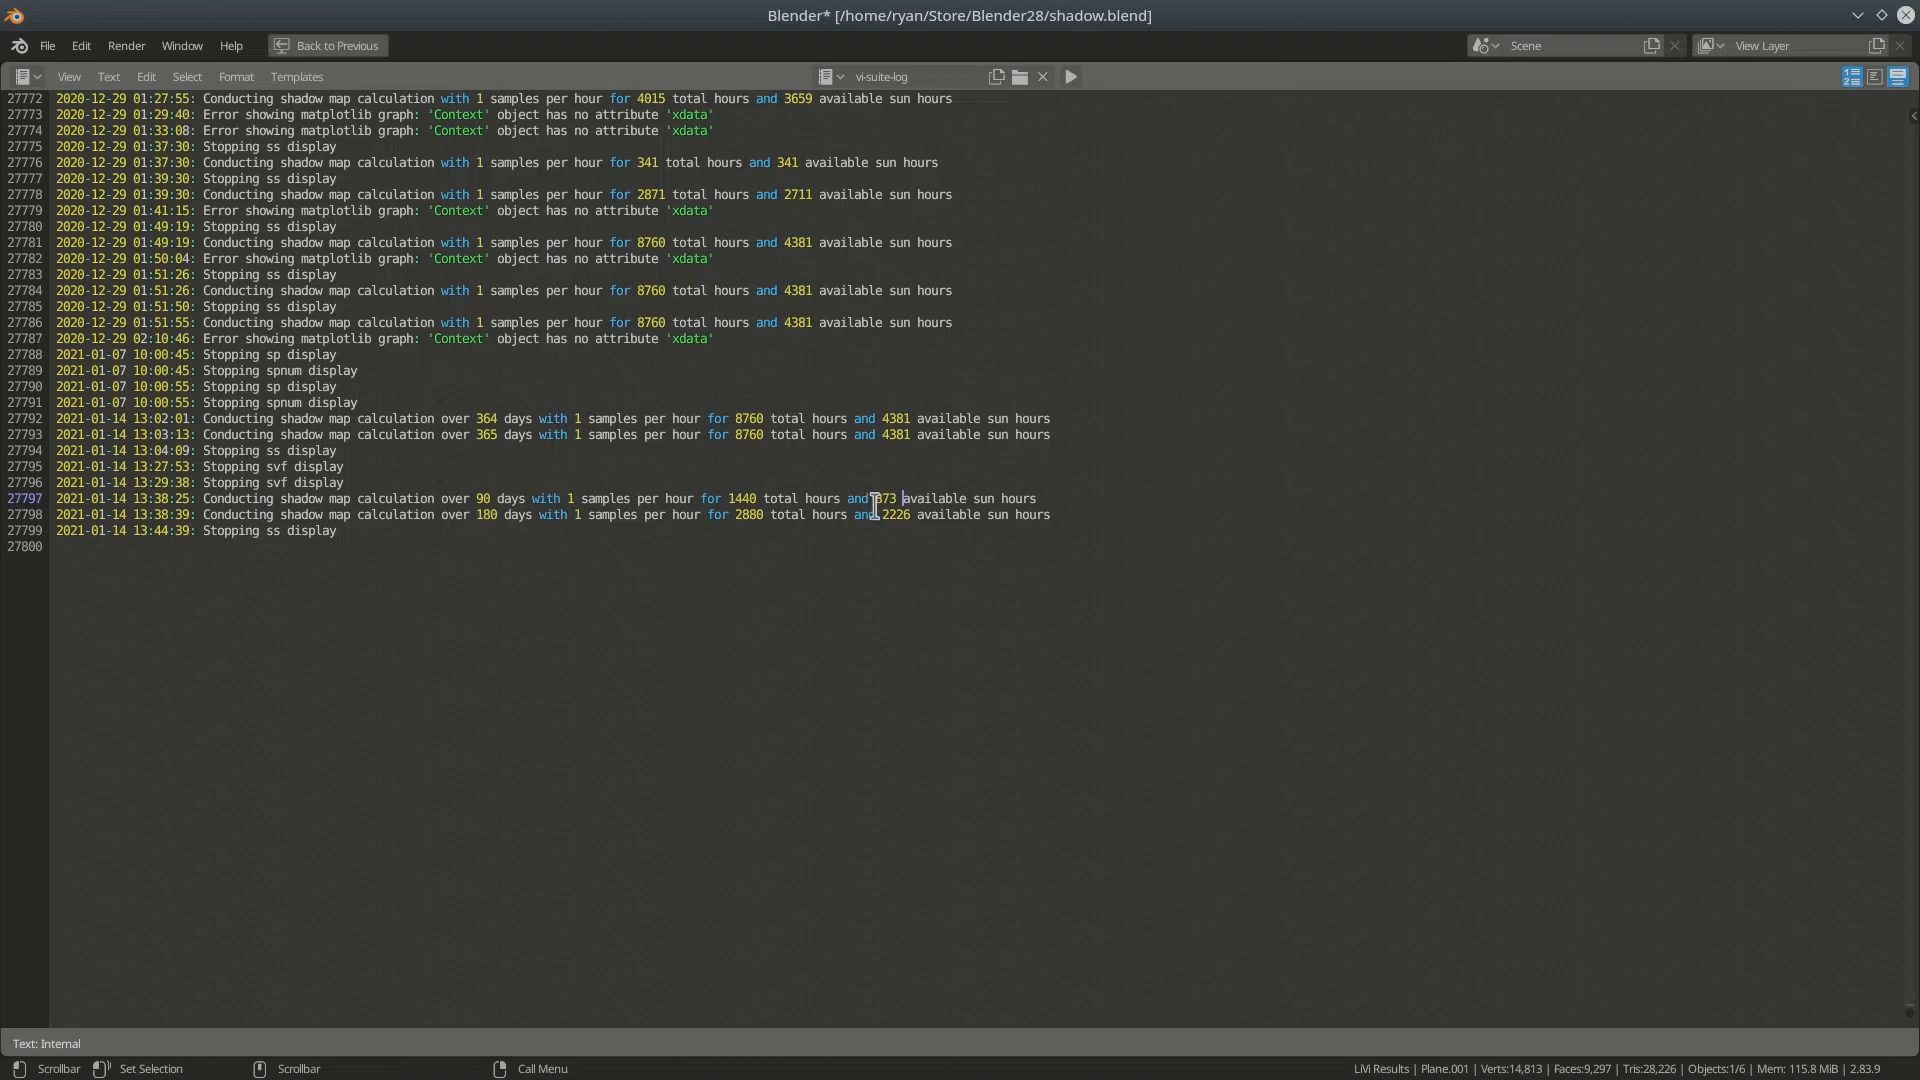 Blender* [/home/ryan/Store/Blender28/shadow.blend]
File Edit Render Window Help Back to Previous Scene View Layer
View Text Edit Select Format Templates vi-suite-log
27772 2020-12-29 01:27:55: Conducting shadow map calculation with 1 samples per hour for 4015 total hours and 3659 available sun hours
27773 2020-12-29 01:29:40: Error showing matplotlib graph: 'Context' object has no attribute 'xdata'
27774 2020-12-29 01:33:08: Error showing matplotlib graph: 'Context' object has no attribute 'xdata'
27775 2020-12-29 01:37:30: Stopping ss display
27776 2020-12-29 01:37:30: Conducting shadow map calculation with 1 samples per hour for 341 total hours and 341 available sun hours
27777 2020-12-29 01:39:30: Stopping ss display
27778 2020-12-29 01:39:30: Conducting shadow map calculation with 1 samples per hour for 2871 total hours and 2711 available sun hours
27779 2020-12-29 01:41:15: Error showing matplotlib graph: 'Context' object has no attribute 'xdata'
27780 2020-12-29 01:49:19: Stopping ss display
27781 2020-12-29 01:49:19: Conducting shadow map calculation with 1 samples per hour for 8760 total hours and 4381 available sun hours
27782 2020-12-29 01:50:04: Error showing matplotlib graph: 'Context' object has no attribute 'xdata'
27783 2020-12-29 01:51:26: Stopping ss display
27784 2020-12-29 01:51:26: Conducting shadow map calculation with 1 samples per hour for 8760 total hours and 4381 available sun hours
27785 2020-12-29 01:51:50: Stopping ss display
27786 2020-12-29 01:51:55: Conducting shadow map calculation with 1 samples per hour for 8760 total hours and 4381 available sun hours
27787 2020-12-29 02:10:46: Error showing matplotlib graph: 'Context' object has no attribute 'xdata'
27788 2021-01-07 10:00:45: Stopping sp display
27789 2021-01-07 10:00:45: Stopping spnum display
27790 2021-01-07 10:00:55: Stopping sp display
27791 2021-01-07 10:00:55: Stopping spnum display
27792 2021-01-14 13:02:01: Conducting shadow map calculation over 364 days with 1 samples per hour for 8760 total hours and 4381 available sun hours
27793 2021-01-14 13:03:13: Conducting shadow map calculation over 365 days with 1 samples per hour for 8760 total hours and 4381 available sun hours
27794 2021-01-14 13:04:09: Stopping ss display
27795 2021-01-14 13:27:53: Stopping svf display
27796 2021-01-14 13:29:38: Stopping svf display
27797 2021-01-14 13:38:25: Conducting shadow map calculation over 90 days with 1 samples per hour for 1440 total hours and available sun hours
27798 2021-01-14 13:38:39: Conducting shadow map calculation over 180 days with 1 samples per hour for 2880 total hours and 2226 available sun hours
27799 2021-01-14 13:44:39: Stopping ss display
27800
Text: Internal
Scrollbar Set Selection Scrollbar Call Menu LiVi Results | Plane.001 | Verts:14,813 | Faces:9,297 | Tris:28,226 | Objects:1/6 | Mem: 115.8 MiB | 2.83.9